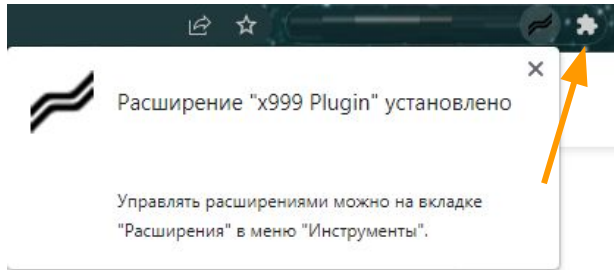 Расширение "x999 Plugin" установлено
Управлять расширениями можно на вкладке
"Расширения" в меню "Инструменты".